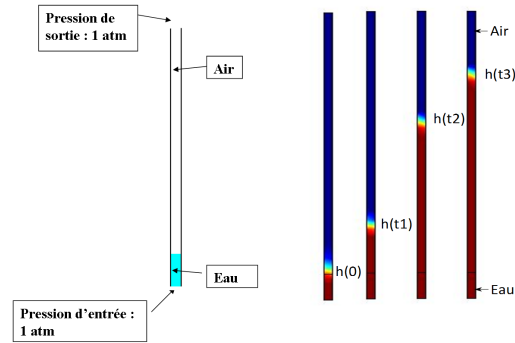 Pression de
sortie : 1 atm
Air
Eau
Pression d'entrée :
1 atm
Air
h(t3)
h(t2)
h(t1)
h(0)
Eau